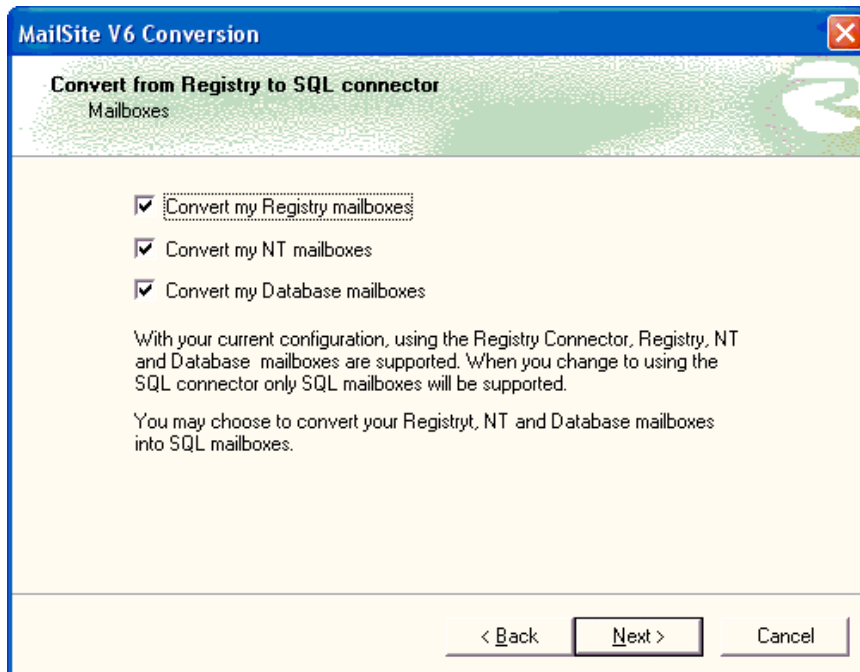 MailSite V6 Conversion
Convert from Registry to SQL connector
Mailboxes
Convert my Registry mailboxes
Convert my NT mailboxes
Convert my Database mailboxes
With your current configuration, using the Registry Connector, Registry, NT
and Database mailboxes are supported. When you change to using the
SQL connector only SQL mailboxes will be supported.
You may choose to convert your Registryt, NT and Database mailboxes
into SQL mailboxes.
< Back Next > Cancel